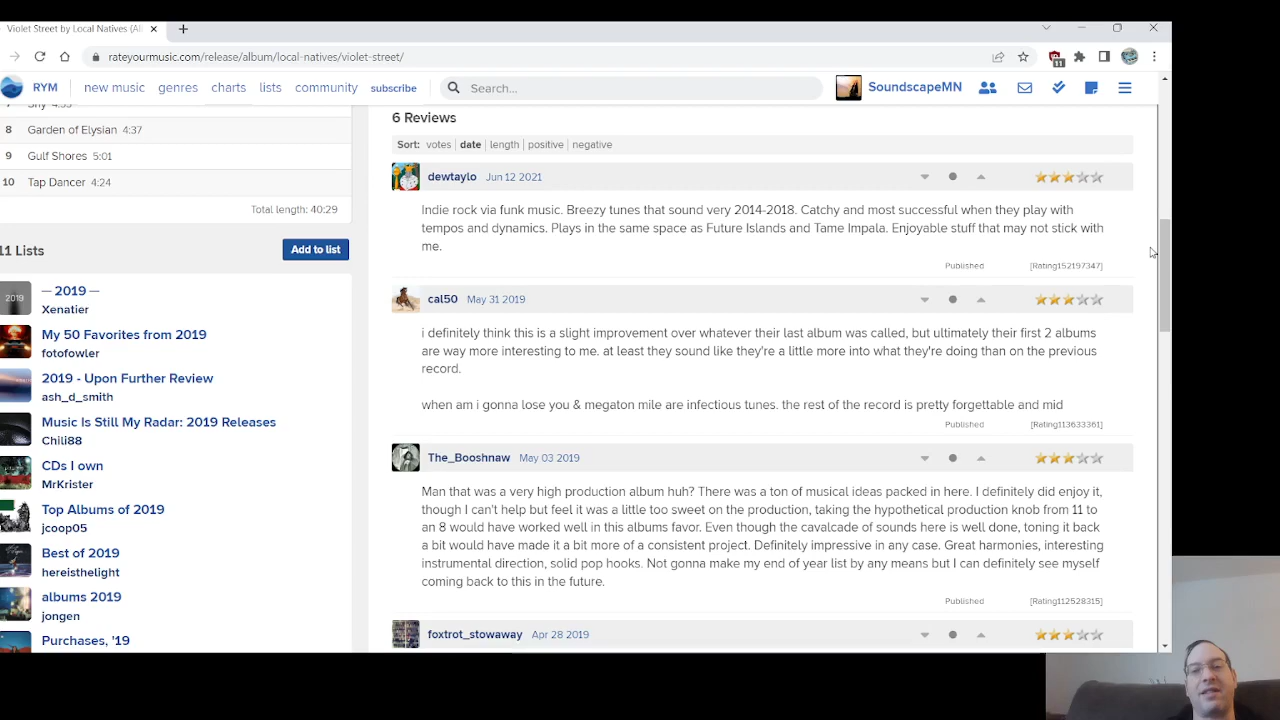 Violet Street by Local Natives (Al
rateyourmusic.com/release/album/local-natives/violet-street/
11
RYM
new music
genres
charts
lists
community
subscribe
Search...
SoundscapeMN
7 Shy 4:35
8 Garden of Elysian 4:37
9 Gulf Shores 5:01
10 Tap Dancer 4:24
Total length: 40:29
11 Lists
Add to list
2019
— 2019 —
Xenatier
My 50 Favorites from 2019
fotofowler
2019 - Upon Further Review
ash_d_smith
Music Is Still My Radar: 2019 Releases
Chili88
CDs I own
MrKrister
Top Albums of 2019
jcoop05
Best of 2019
hereisthelight
albums 2019
jongen
Purchases, '19
6 Reviews
Sort: votes date length positive negative
dewtaylo Jun 12 2021
Indie rock via funk music. Breezy tunes that sound very 2014-2018. Catchy and most successful when they play with
tempos and dynamics. Plays in the same space as Future Islands and Tame Impala. Enjoyable stuff that may not stick with
me.
Published [Rating152197347]
cal50 May 31 2019
i definitely think this is a slight improvement over whatever their last album was called, but ultimately their first 2 albums
are way more interesting to me. at least they sound like they're a little more into what they're doing than on the previous
record.
when am i gonna lose you & megaton mile are infectious tunes. the rest of the record is pretty forgettable and mid
Published [Rating113633361]
The_Booshnaw May 03 2019
Man that was a very high production album huh? There was a ton of musical ideas packed in here. I definitely did enjoy it,
though I can't help but feel it was a little too sweet on the production, taking the hypothetical production knob from 11 to
an 8 would have worked well in this albums favor. Even though the cavalcade of sounds here is well done, toning it back
a bit would have made it a bit more of a consistent project. Definitely impressive in any case. Great harmonies, interesting
instrumental direction, solid pop hooks. Not gonna make my end of year list by any means but I can definitely see myself
coming back to this in the future.
Published [Rating112528315]
foxtrot_stowaway Apr 28 2019